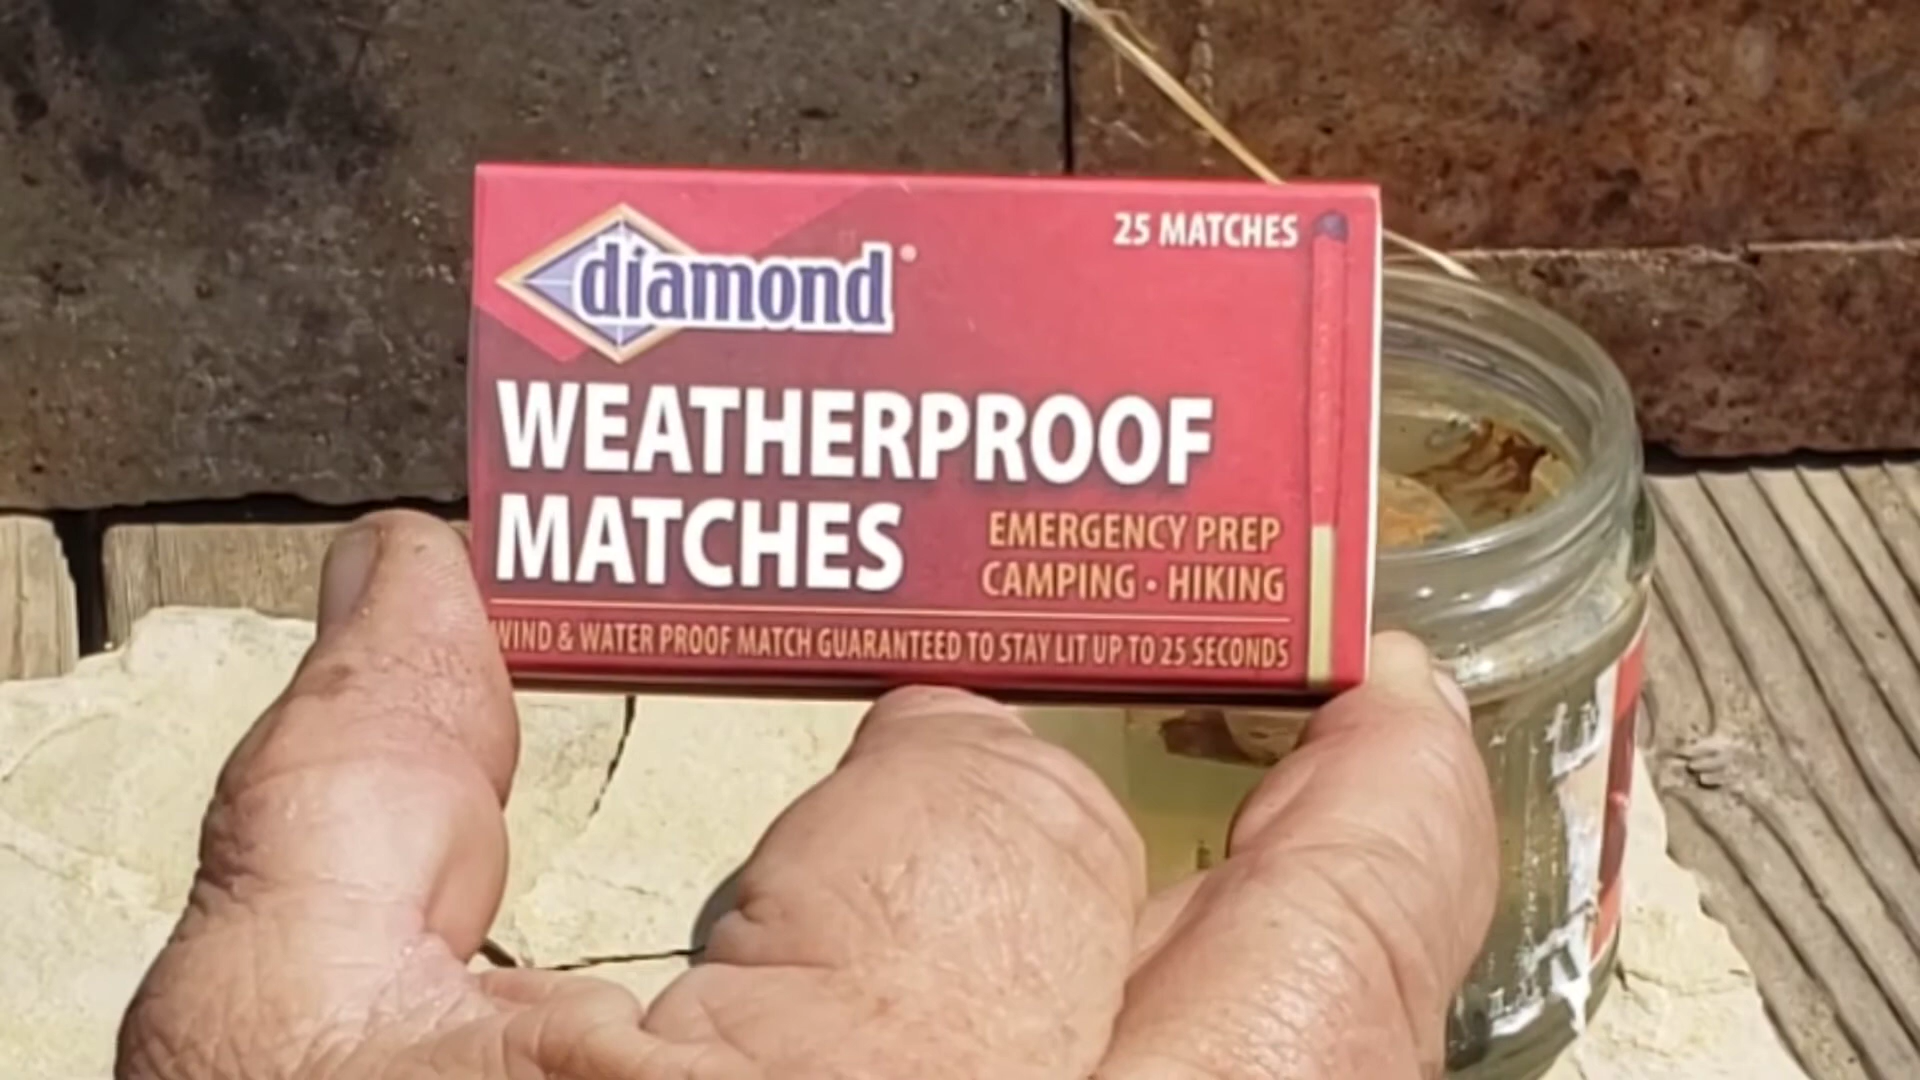 25 MATCHES
diamond®
WEATHERPROOF
MATCHES
EMERGENCY PREP
CAMPING • HIKING
WIND & WATER PROOF MATCH GUARANTEED TO STAY LIT UP TO 25 SECONDS